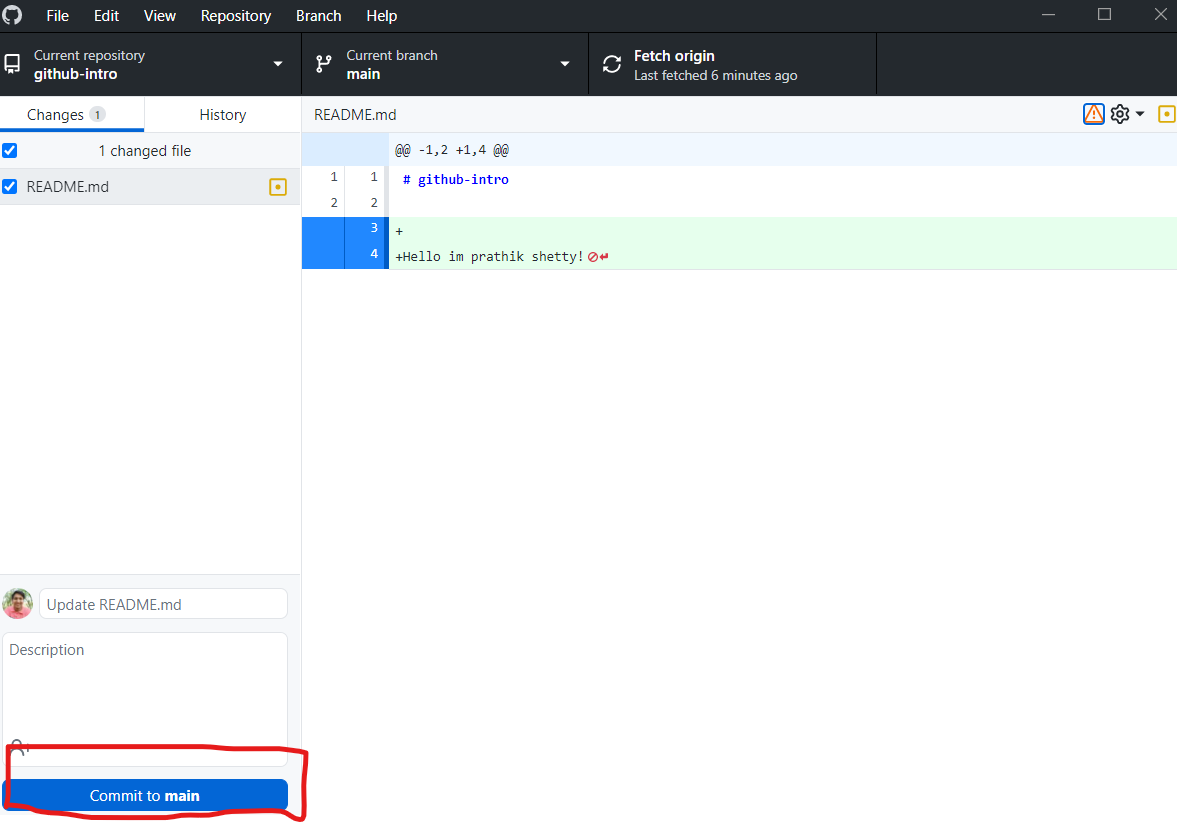 File Edit View Repository Branch Help
Current repository
github-intro
Current branch
main
Fetch origin
Last fetched 6 minutes ago
Changes 1
History
README.md
1 changed file
README.md
@@ -1,2 +1,4 @@
1 1 # github-intro
2 2
3 +
4 +Hello im prathik shetty!
Update README.md
Description
Commit to main